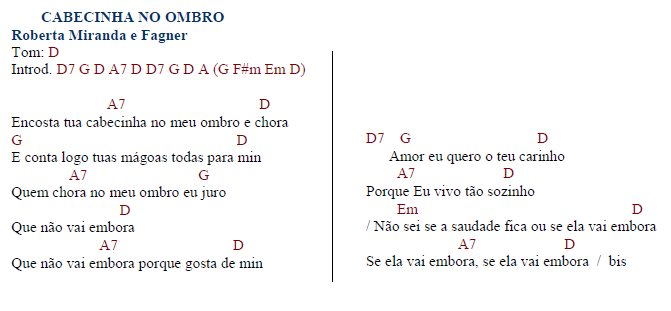 CABECINHA NO OMBRO
Roberta Miranda e Fagner
Tom: D
Introd. D7 G D A7 D D7 G D A (G F#m Em D)
A7 D
Encosta tua cabecinha no meu ombro e chora
G D
E conta logo tuas mágoas todas para min
A7 G
Quem chora no meu ombro eu juro
D
Que não vai embora
A7 D
Que não vai embora porque gosta de min
D7 G D
Amor eu quero o teu carinho
A7 D
Porque Eu vivo tão sozinho
Em D
/ Não sei se a saudade fica ou se ela vai embora
A7 D
Se ela vai embora, se ela vai embora / bis